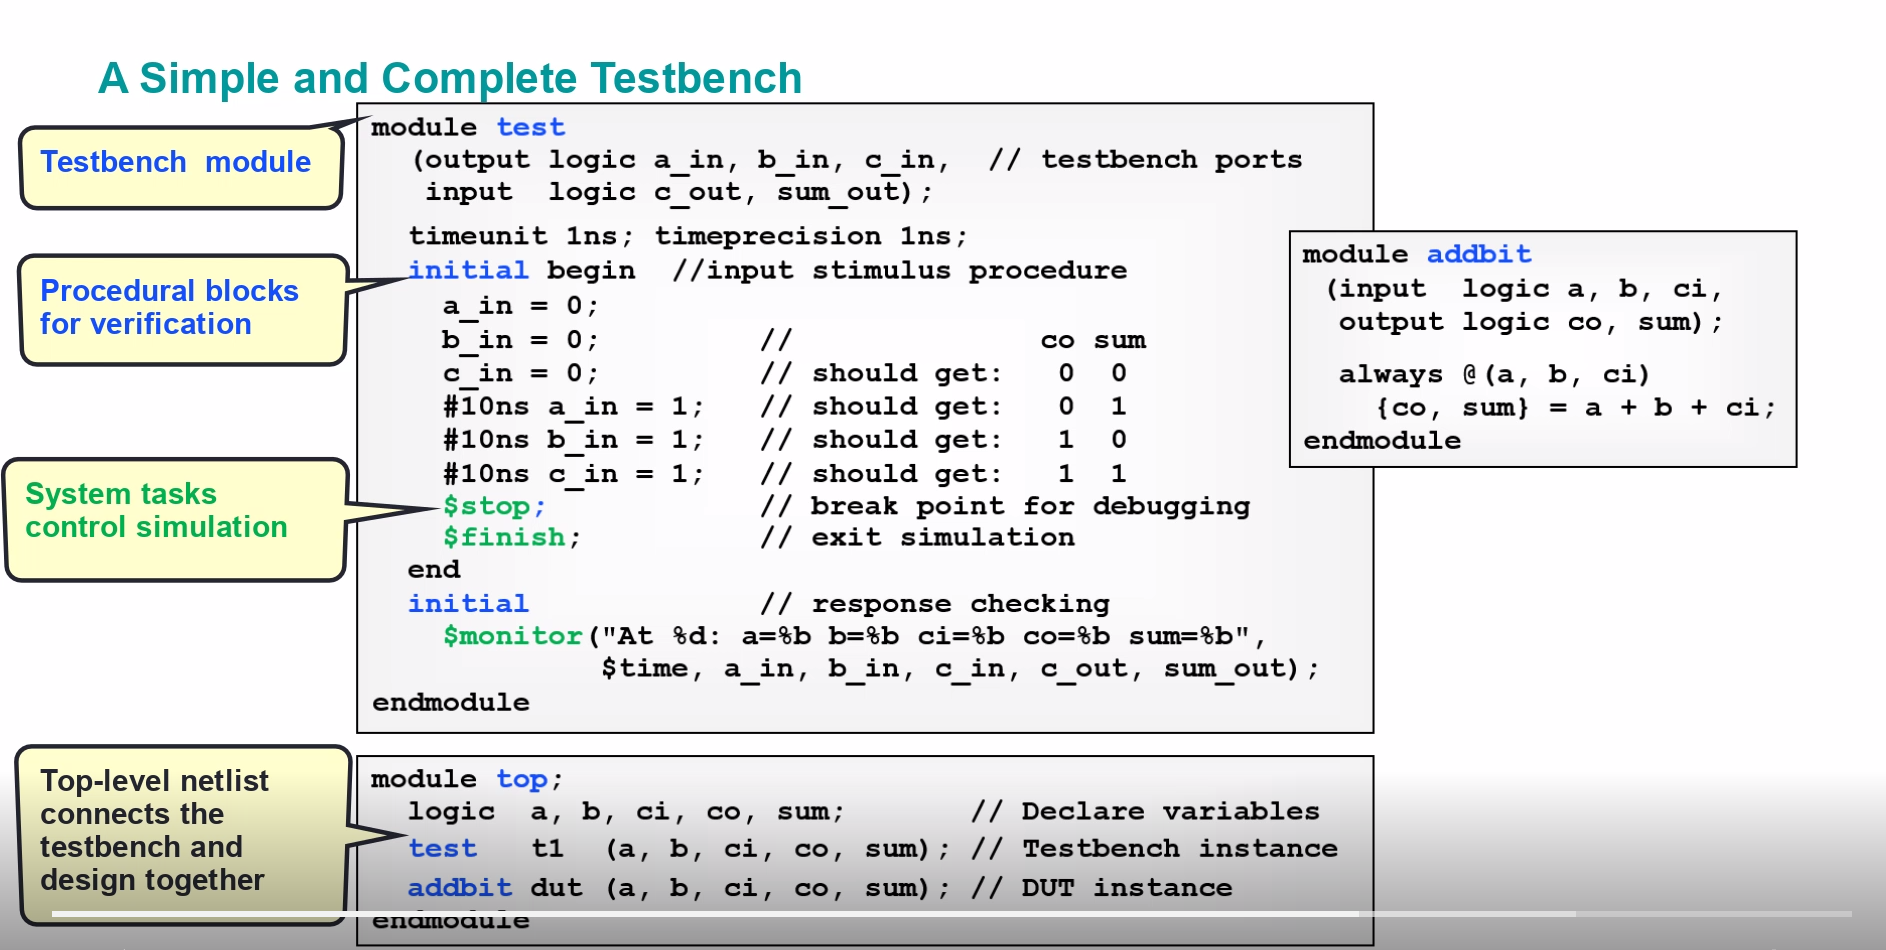 A Simple and Complete Testbench
Testbench  module
Procedural blocks
for verification
System tasks
control simulation
Top-level netlist
connects the
testbench and
design together
module test
(output logic a_in, b_in, c_in,  // testbench ports
input  logic c_out, sum_out);
timeunit 1ns; timeprecision 1ns;
initial begin  //input stimulus procedure
a_in = 0;
b_in = 0;         //              co sum
c_in = 0;         // should get:   0  0
#10ns a_in = 1;   // should get:   0  1
#10ns b_in = 1;   // should get:   1  0
#10ns c_in = 1;   // should get:   1  1
$stop;            // break point for debugging
$finish;          // exit simulation
end
initial             // response checking
$monitor("At %d: a=%b b=%b ci=%b co=%b sum=%b",
$time, a_in, b_in, c_in, c_out, sum_out);
endmodule
module addbit
(input  logic a, b, ci,
output logic co, sum);
always @(a, b, ci)
{co, sum} = a + b + ci;
endmodule
module top;
logic  a, b, ci, co, sum;       // Declare variables
test   t1  (a, b, ci, co, sum); // Testbench instance
addbit dut (a, b, ci, co, sum); // DUT instance
endmodule